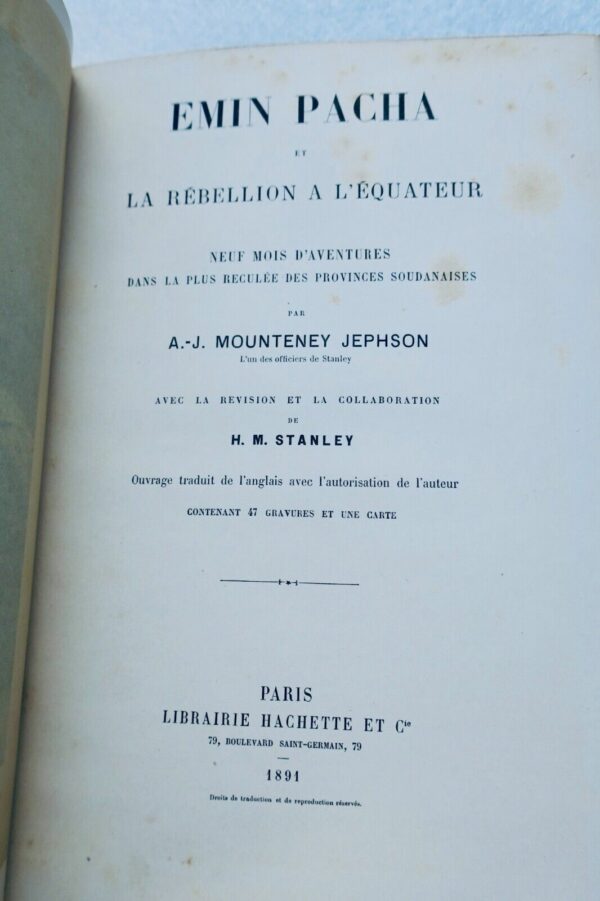 EMIN PACHA
ET
LA RÉBELLION A L'ÉQUATEUR
NEUF MOIS D'AVENTURES
DANS LA PLUS RECULÉE DES PROVINCES SOUDANAISES
PAR
A.-J. MOUNTENEY JEPHSON
L'un des officiers de Stanley
AVEC LA REVISION ET LA COLLABORATION
DE
H. M. STANLEY
Ouvrage traduit de l'anglais avec l'autorisation de l'auteur
CONTENANT 47 GRAVURES ET UNE CARTE
PARIS
LIBRAIRIE HACHETTE ET Cie
79, BOULEVARD SAINT-GERMAIN, 79
1891
Droits de traduction et de reproduction réservés.